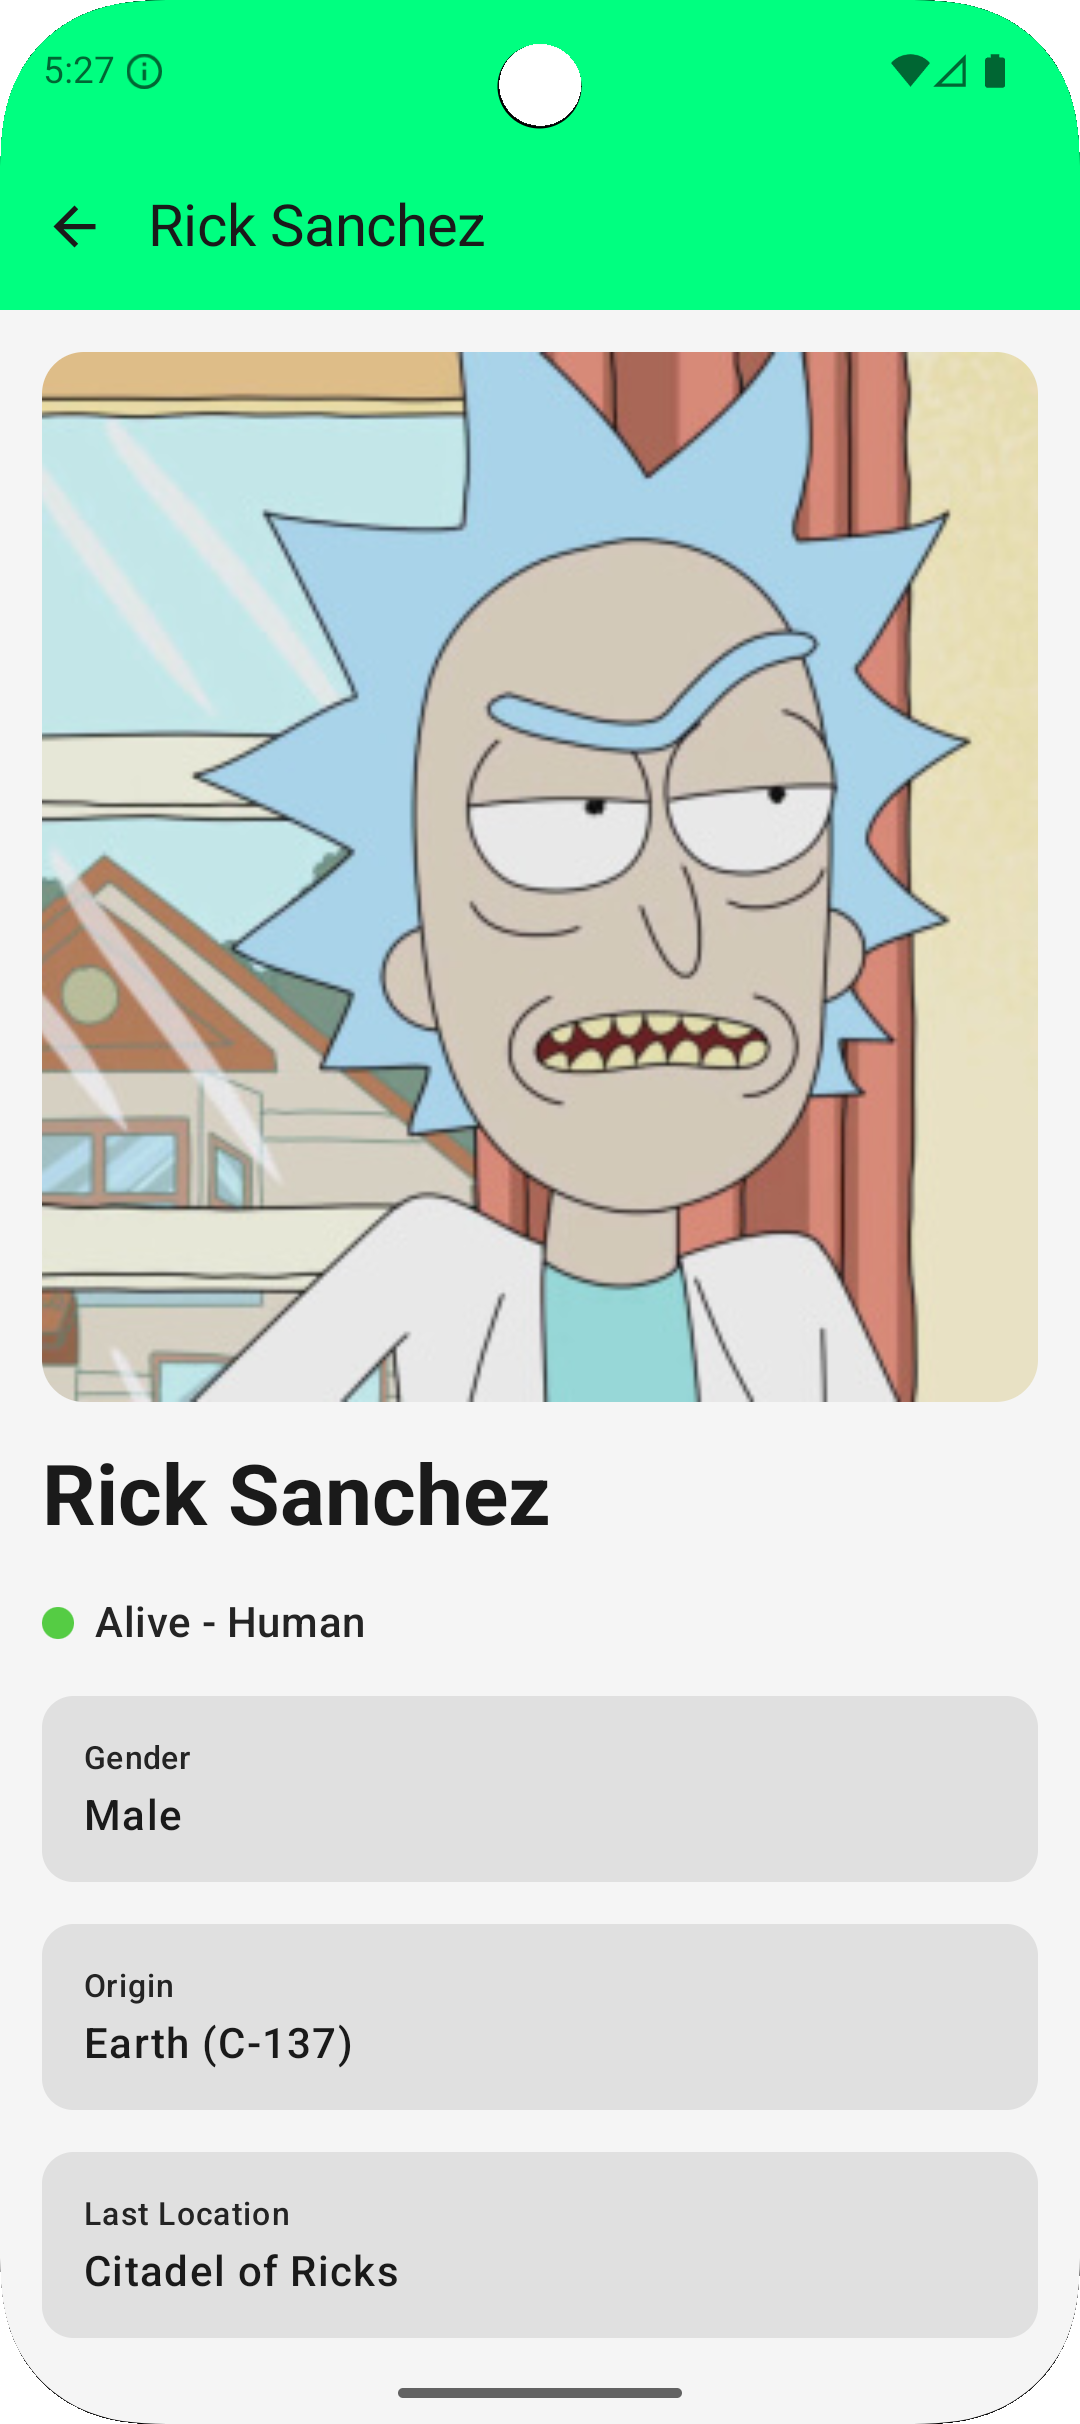 5:27
Rick Sanchez
Rick Sanchez
Alive - Human
Gender
Male
Origin
Earth (C-137)
Last Location
Citadel of Ricks